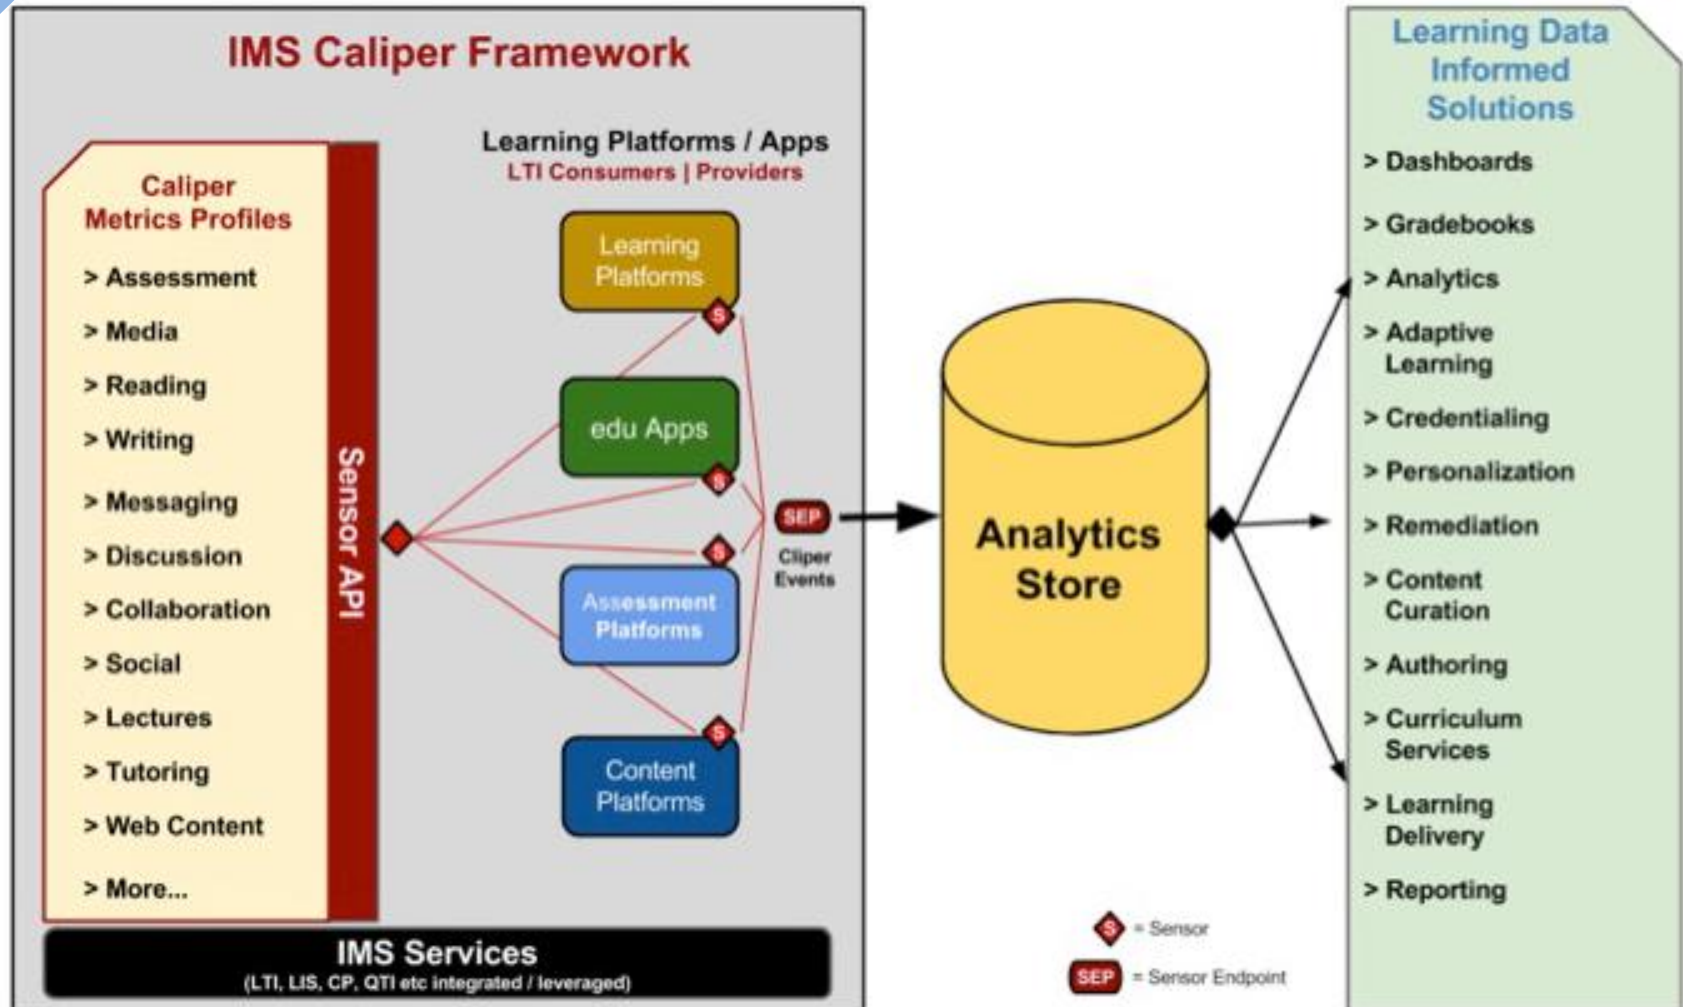 IMS Caliper Framework
Caliper
Metrics Profiles
> Assessment
> Media
> Reading
> Writing
> Messaging
> Discussion
> Collaboration
> Social
> Lectures
> Tutoring
> Web Content
> More...
Sensor API
Learning Platforms / Apps
LTI Consumers | Providers
Learning
Platforms
S
edu Apps
S
S
Assessment
Platforms
S
Content
Platforms
SEP
Cliper
Events
IMS Services
(LTI, LIS, CP, QTI etc integrated / leveraged)
Analytics
Store
S = Sensor
SEP = Sensor Endpoint
Learning Data
Informed
Solutions
> Dashboards
> Gradebooks
> Analytics
> Adaptive
Learning
> Credentialing
> Personalization
> Remediation
> Content
Curation
> Authoring
> Curriculum
Services
> Learning
Delivery
> Reporting